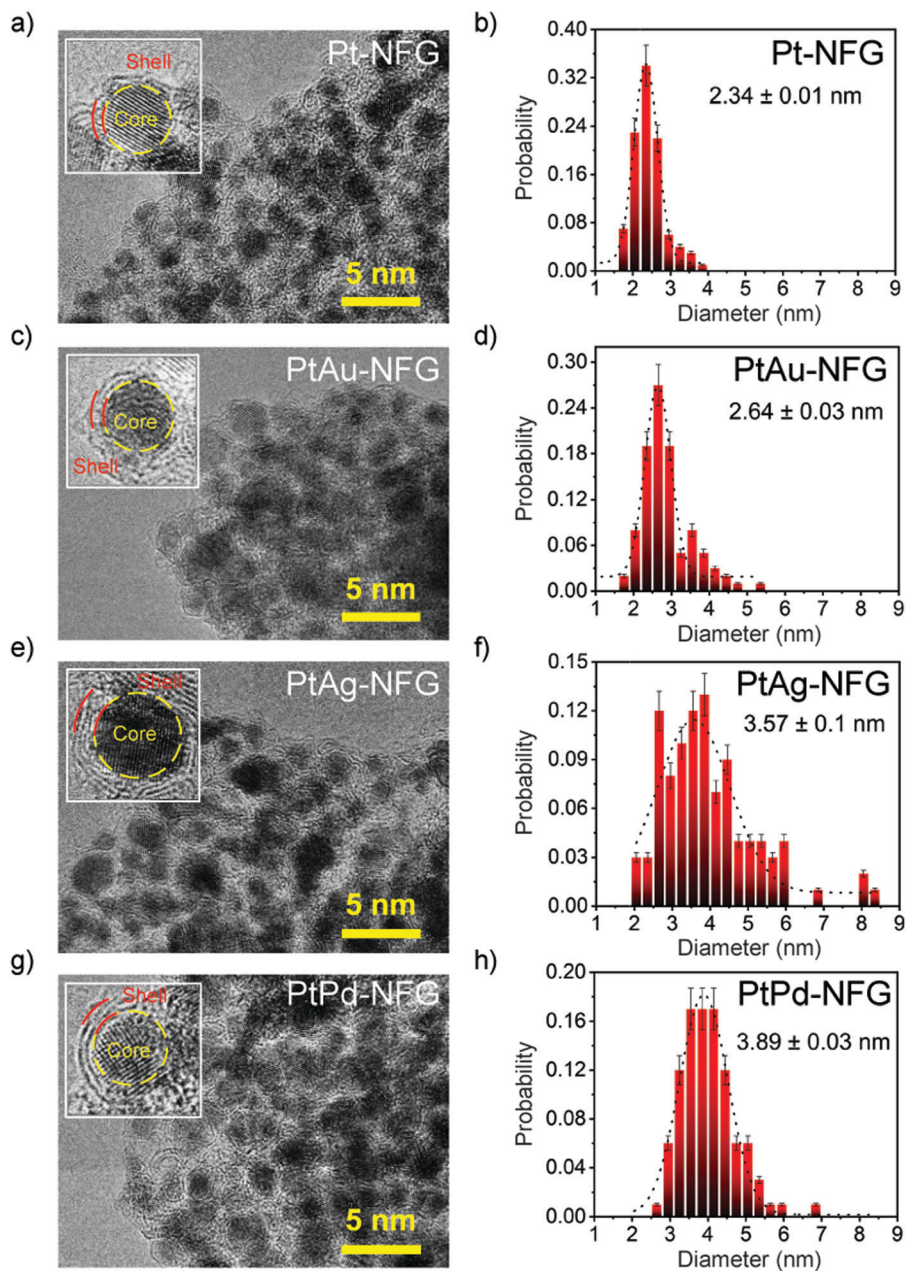 a)
Shell
Core
Pt-NFG
5 nm
b)
Pt-NFG
2.34 ± 0.01 nm
0.40
0.32
0.24
0.16
0.08
0.00
Probability
1 2 3 4 5 6 7 8 9
Diameter (nm)
c)
Core
Shell
PtAu-NFG
5 nm
d)
PtAu-NFG
2.64 ± 0.03 nm
0.30
0.24
0.18
0.12
0.06
0.00
Probability
1 2 3 4 5 6 7 8 9
Diameter (nm)
e)
Shell
Core
PtAg-NFG
5 nm
f)
PtAg-NFG
3.57 ± 0.1 nm
0.15
0.12
0.09
0.06
0.03
0.00
Probability
1 2 3 4 5 6 7 8 9
Diameter (nm)
g)
Shell
Core
PtPd-NFG
5 nm
h)
PtPd-NFG
3.89 ± 0.03 nm
0.20
0.16
0.12
0.08
0.04
0.00
Probability
1 2 3 4 5 6 7 8 9
Diameter (nm)